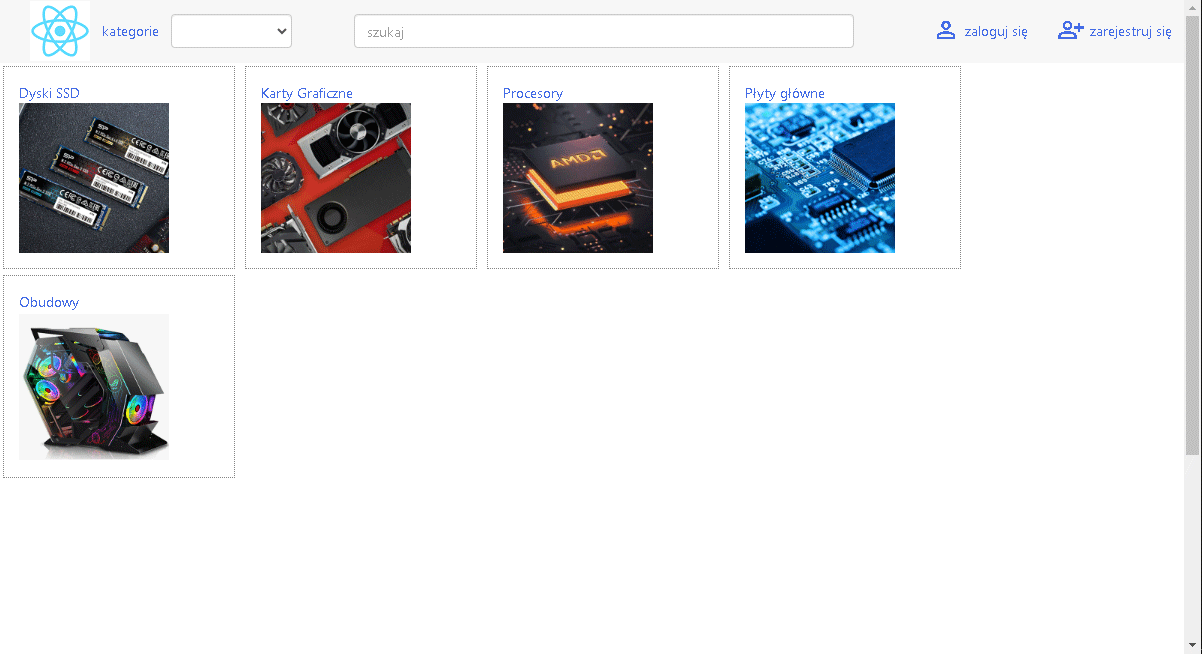 kategorie
szukaj
zaloguj się
zarejestruj się
Dyski SSD
Karty Graficzne
Procesory
Płyty główne
AMD
Obudowy